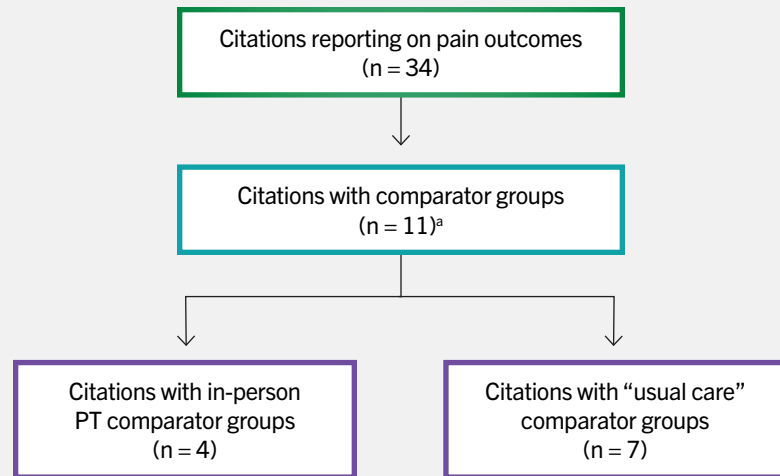 Citations reporting on pain outcomes
(n = 34)
Citations with comparator groups
(n = 11)ᵃ
Citations with in-person
PT comparator groups
(n = 4)
Citations with “usual care”
comparator groups
(n = 7)